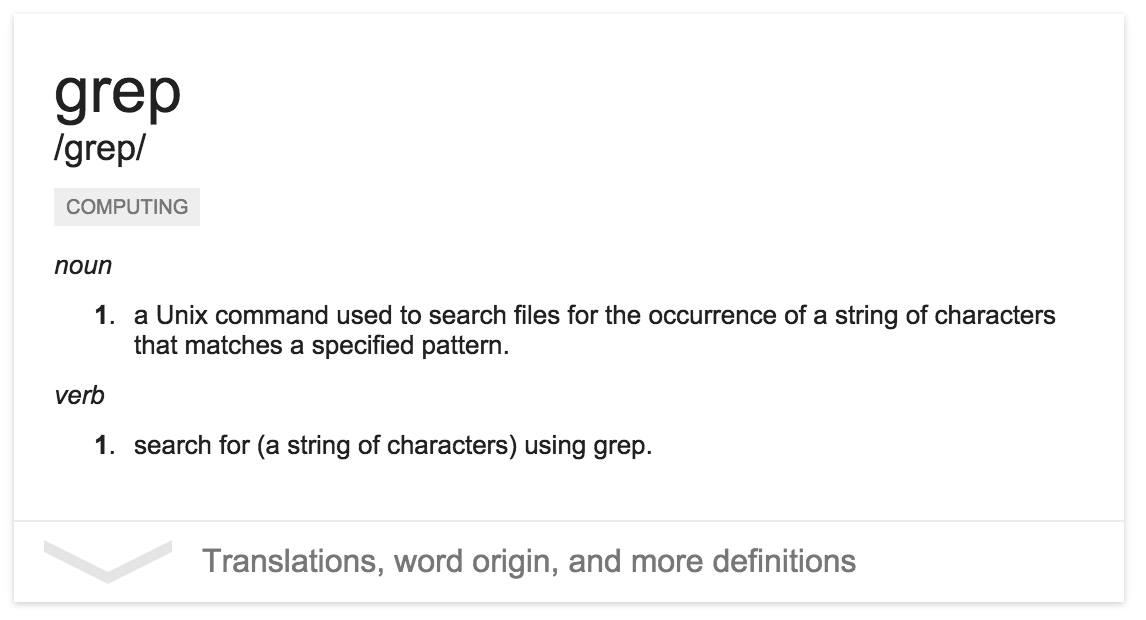 grep
/grep/
COMPUTING
noun
1. a Unix command used to search files for the occurrence of a string of characters
that matches a specified pattern.
verb
1. search for (a string of characters) using grep.
Translations, word origin, and more definitions